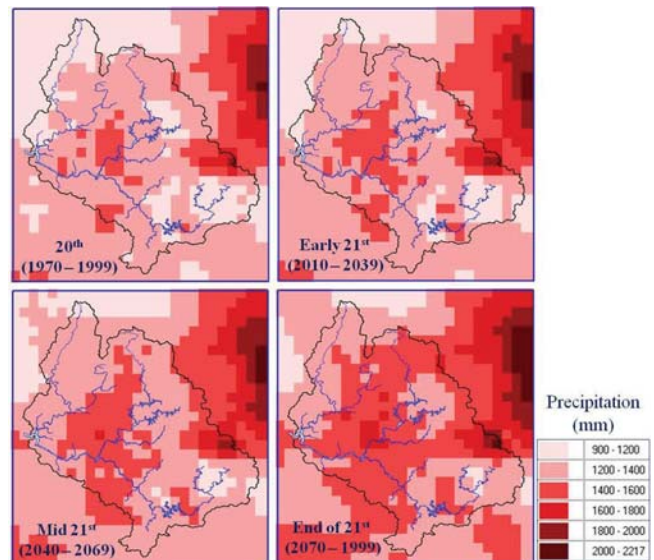 20th
(1970 – 1999)
Early 21st
(2010 – 2039)
Mid 21st
(2040 – 2069)
End of 21st
(2070 – 1999)
Precipitation
(mm)
900 - 1200
1200 - 1400
1400 - 1600
1600 - 1800
1800 - 2000
2000 - 2217